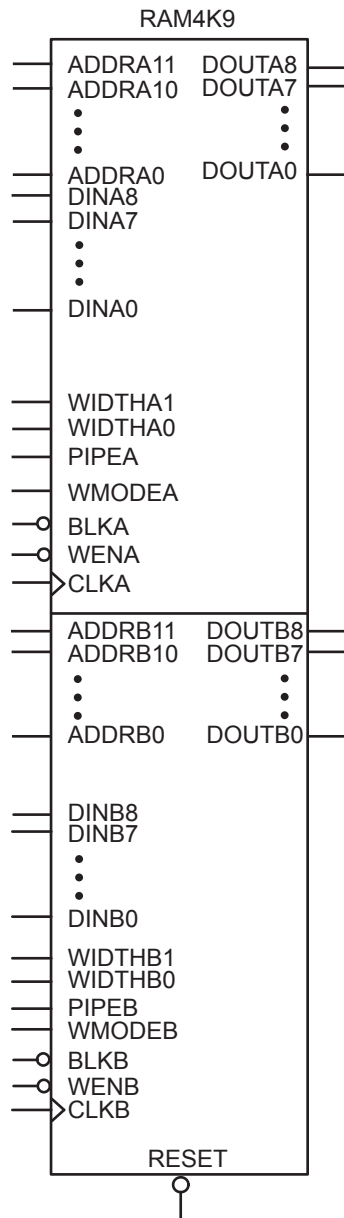 RAM4K9
ADDRA11 DOUTA8
ADDRA10 DOUTA7
ADDRA0 DOUTA0
DINA8
DINA7
DINA0
WIDTHA1
WIDTHA0
PIPEA
WMODEA
BLKA
WENA
CLKA
ADDRB11 DOUTB8
ADDRB10 DOUTB7
ADDRB0 DOUTB0
DINB8
DINB7
DINB0
WIDTHB1
WIDTHB0
PIPEB
WMODEB
BLKB
WENB
CLKB
RESET